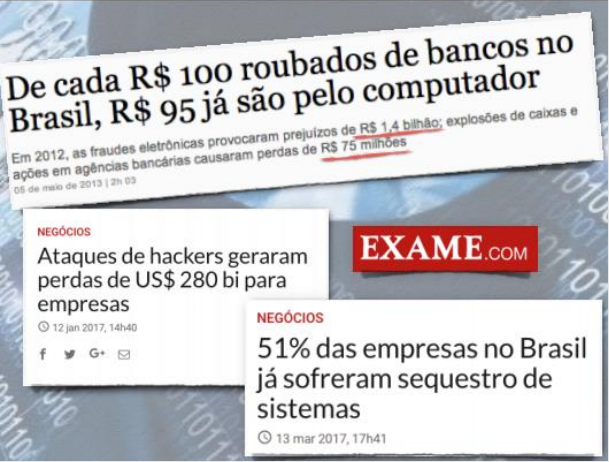 De cada R$ 100 roubados de bancos no
Brasil, R$ 95 já são pelo computador
Em 2012, as fraudes eletrônicas provocaram prejuízos de R$ 1,4 bilhão; explosões de caixas e
ações em agências bancárias causaram perdas de R$ 75 milhões
05 de maio de 2013 | 2h 03
NEGÓCIOS
Ataques de hackers geraram
perdas de US$ 280 bi para
empresas
12 jan 2017, 14h40
EXAME.COM
NEGÓCIOS
51% das empresas no Brasil
já sofreram sequestro de
sistemas
13 mar 2017, 17h41